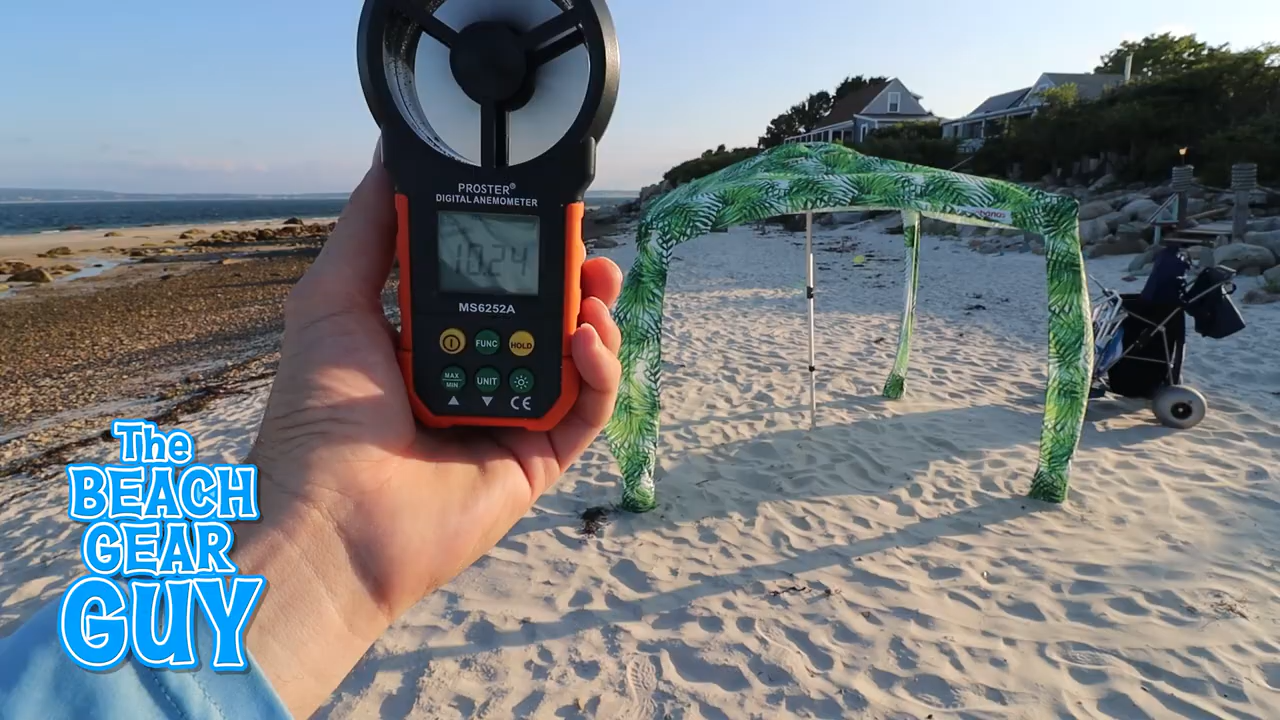 PROSTER®
DIGITAL ANEMOMETER
10.24
MS6252A
FUNC
HOLD
MAX
MIN
UNIT
CE
The
BEACH
GEAR
GUY